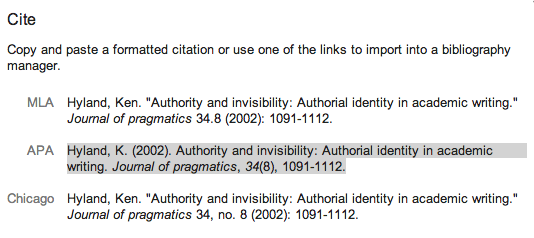 Cite
Copy and paste a formatted citation or use one of the links to import into a bibliography
manager.
MLA Hyland, Ken. "Authority and invisibility: Authorial identity in academic writing."
Journal of pragmatics 34.8 (2002): 1091-1112.
APA Hyland, K. (2002). Authority and invisibility: Authorial identity in academic
writing. Journal of pragmatics, 34(8), 1091-1112.
Chicago Hyland, Ken. "Authority and invisibility: Authorial identity in academic writing."
Journal of pragmatics 34, no. 8 (2002): 1091-1112.